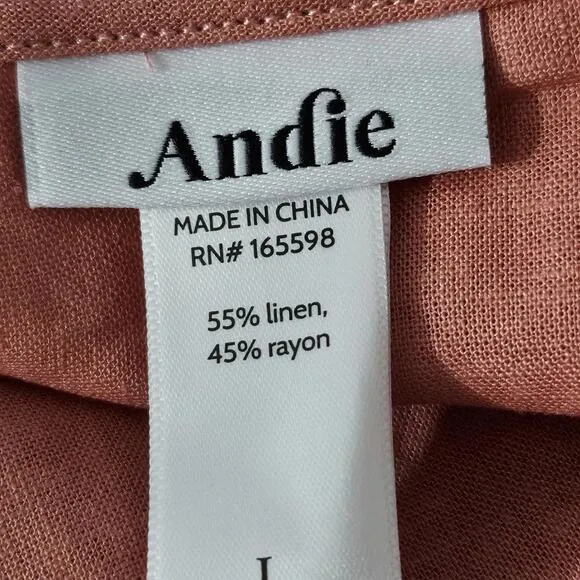 Andie
MADE IN CHINA
RN# 165598
55% linen,
45% rayon